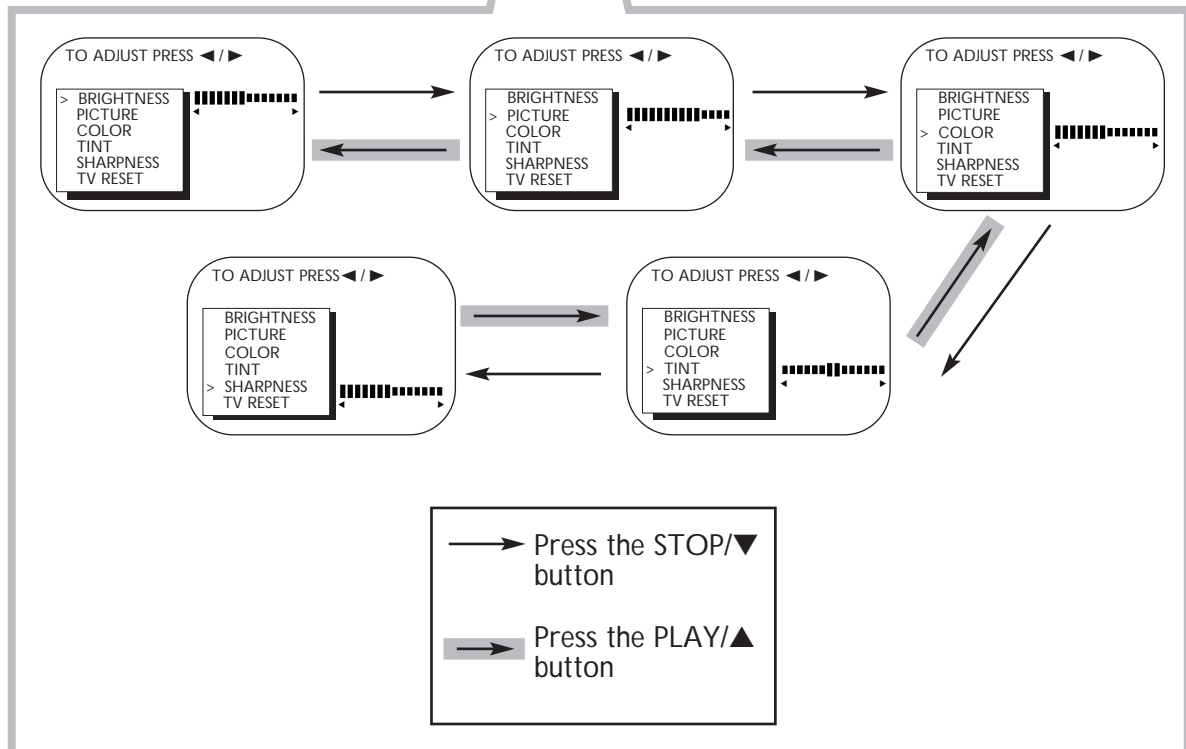 TO ADJUST PRESS ◄ / ►
> BRIGHTNESS
PICTURE
COLOR
TINT
SHARPNESS
TV RESET
TO ADJUST PRESS ◄ / ►
BRIGHTNESS
> PICTURE
COLOR
TINT
SHARPNESS
TV RESET
TO ADJUST PRESS ◄ / ►
BRIGHTNESS
PICTURE
> COLOR
TINT
SHARPNESS
TV RESET
TO ADJUST PRESS ◄ / ►
BRIGHTNESS
PICTURE
COLOR
TINT
> SHARPNESS
TV RESET
TO ADJUST PRESS ◄ / ►
BRIGHTNESS
PICTURE
COLOR
> TINT
SHARPNESS
TV RESET
Press the STOP/▼
button
Press the PLAY/▲
button